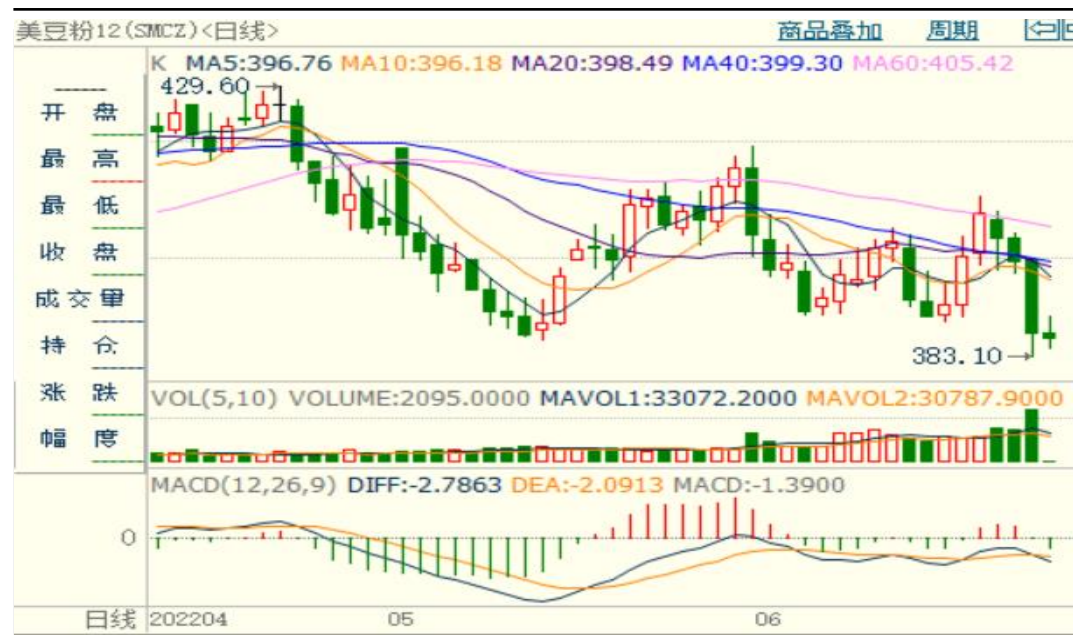 美豆粉12(SMCZ)<日线> 商品叠加 周期
K MA5:396.76 MA10:396.18 MA20:398.49 MA40:399.30 MA60:405.42
429.60
开盘
最高
最低
收盘
成交量
持仓
涨跌
幅度
383.10
VOL(5,10) VOLUME:2095.0000 MAVOL1:33072.2000 MAVOL2:30787.9000
MACD(12,26,9) DIFF:-2.7863 DEA:-2.0913 MACD:-1.3900
0
日线 202204 05 06